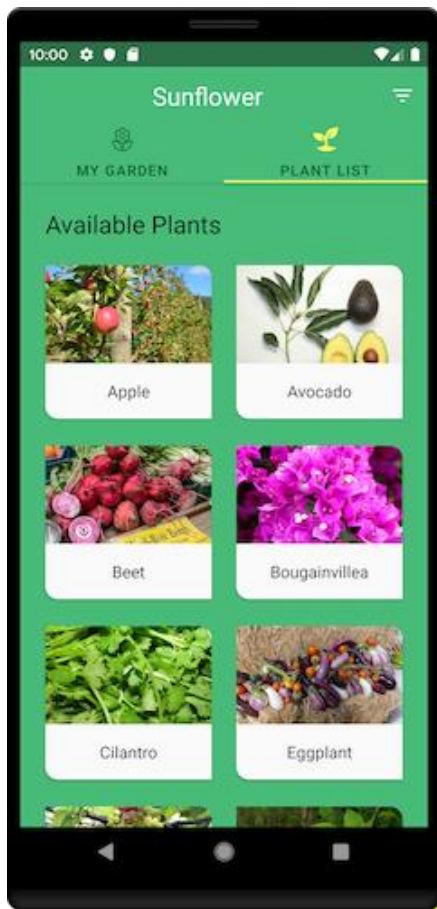 10:00
Sunflower
MY GARDEN PLANT LIST
Available Plants
Apple Avocado
Beet Bougainvillea
Cilantro Eggplant